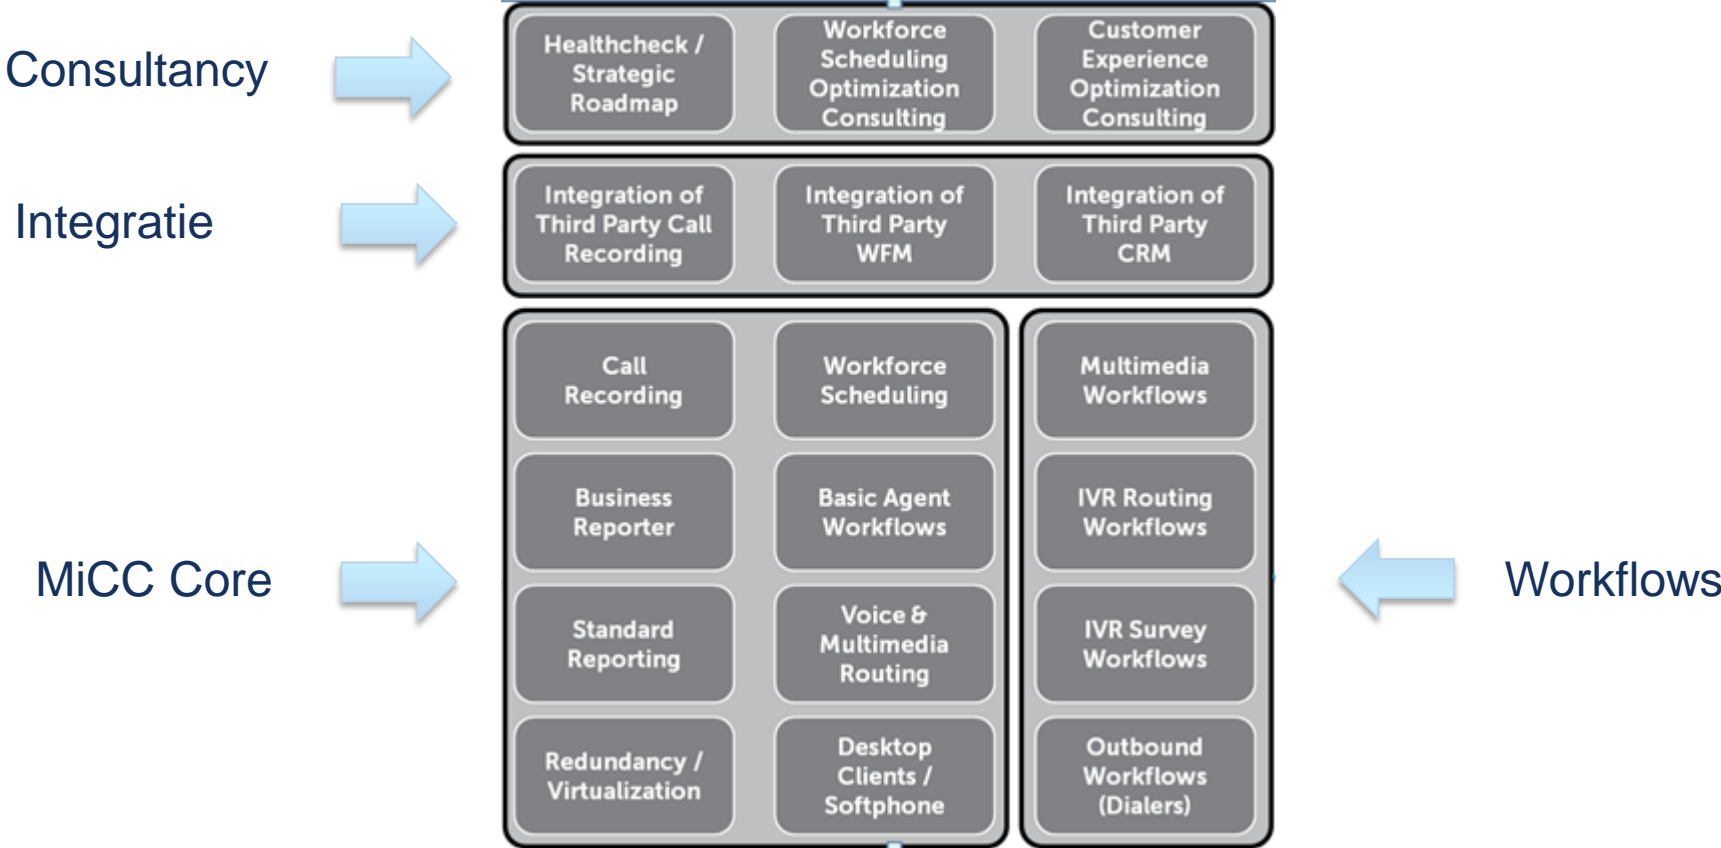 Consultancy
Healthcheck /
Strategic
Roadmap
Workforce
Scheduling
Optimization
Consulting
Customer
Experience
Optimization
Consulting
Integratie
Integration of
Third Party Call
Recording
Integration of
Third Party
WFM
Integration of
Third Party
CRM
MiCC Core
Call
Recording
Workforce
Scheduling
Business
Reporter
Basic Agent
Workflows
Standard
Reporting
Voice &
Multimedia
Routing
Redundancy /
Virtualization
Desktop
Clients /
Softphone
Multimedia
Workflows
IVR Routing
Workflows
IVR Survey
Workflows
Outbound
Workflows
(Dialers)
Workflows